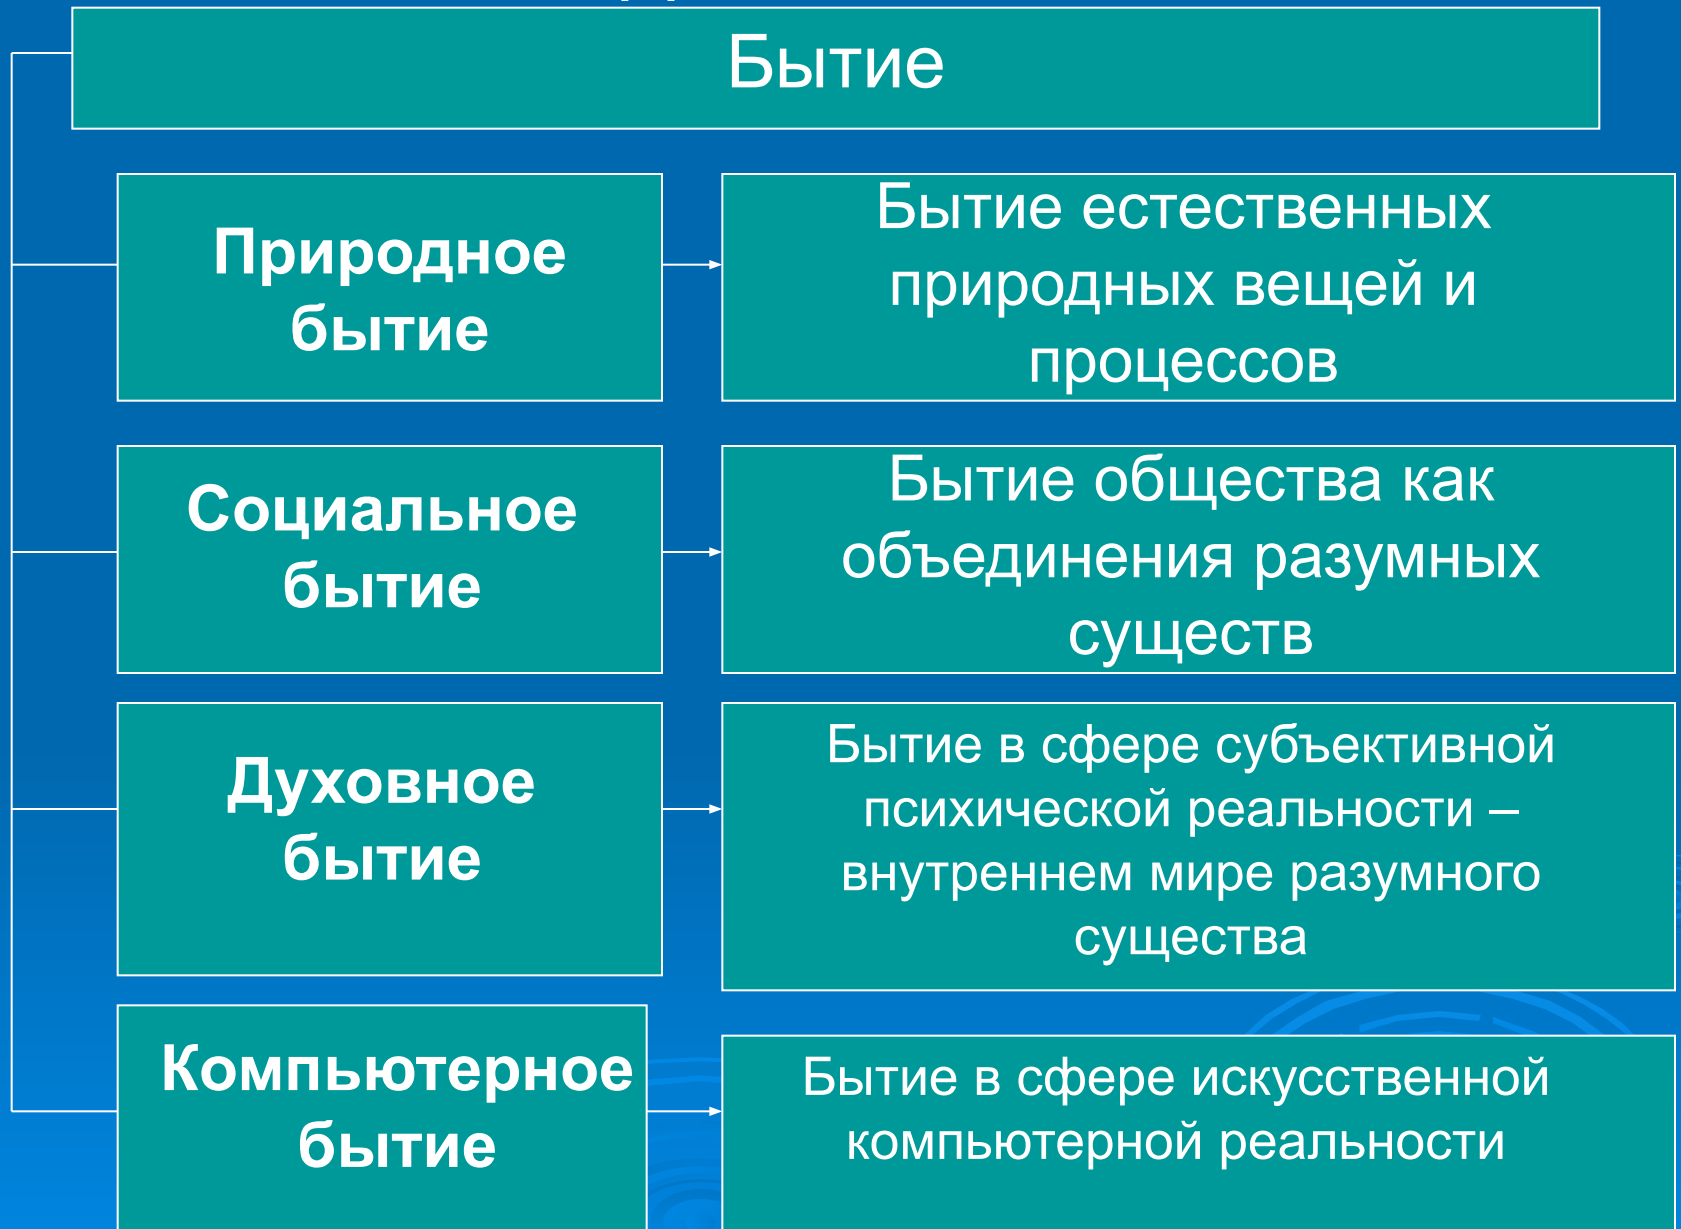 Бытие
Природное
бытие
Бытие естественных
природных вещей и
процессов
Социальное
бытие
Бытие общества как
объединения разумных
существ
Духовное
бытие
Бытие в сфере субъективной
психической реальности –
внутреннем мире разумного
существа
Компьютерное
бытие
Бытие в сфере искусственной
компьютерной реальности